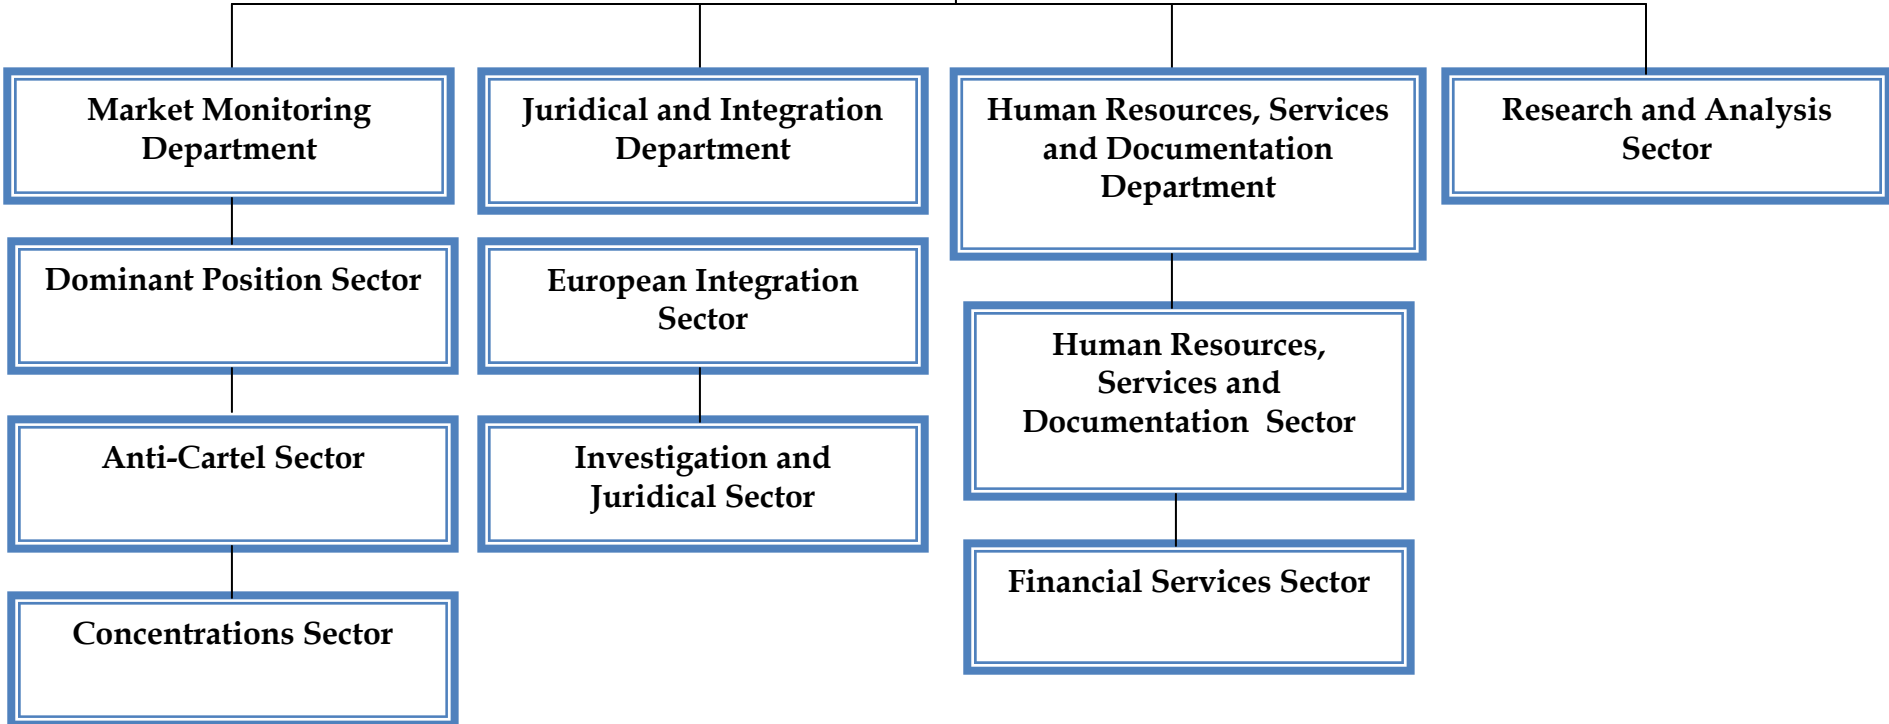 Market Monitoring
Department
Juridical and Integration
Department
Human Resources, Services
and Documentation
Department
Research and Analysis
Sector
Dominant Position Sector
European Integration
Sector
Human Resources,
Services and
Documentation  Sector
Anti-Cartel Sector
Investigation and
Juridical Sector
Financial Services Sector
Concentrations Sector